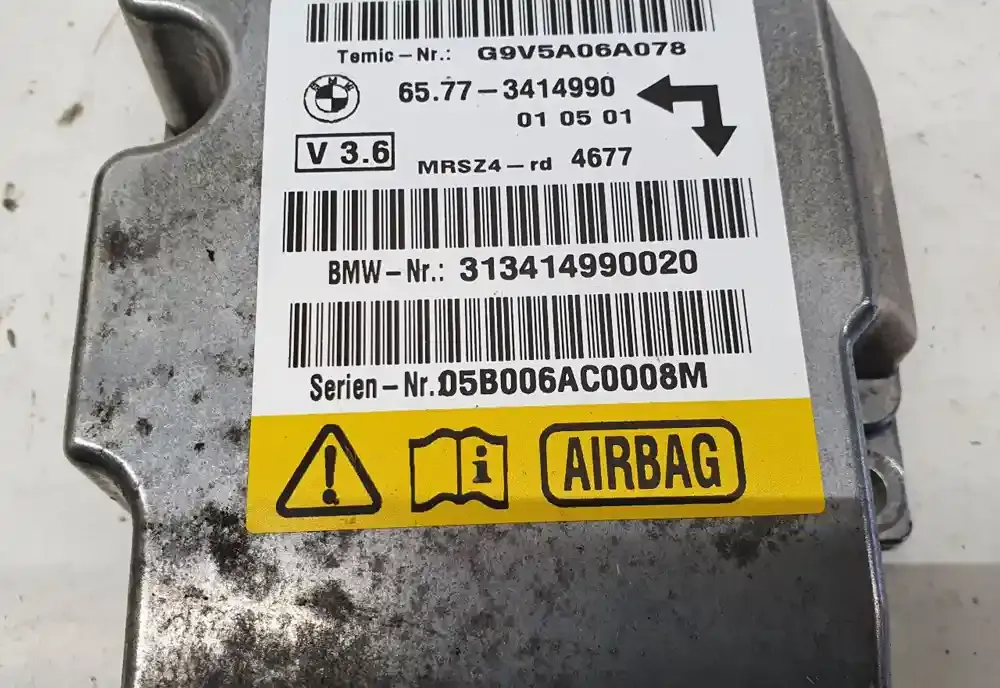 Temic-Nr.: G9V5A06A078
BMW
65.77-3414990
01 05 01
V 3.6
MRSZ4-rd 4677
BMW-Nr.: 313414990020
Serien-Nr.: 05B006AC0008M
AIRBAG